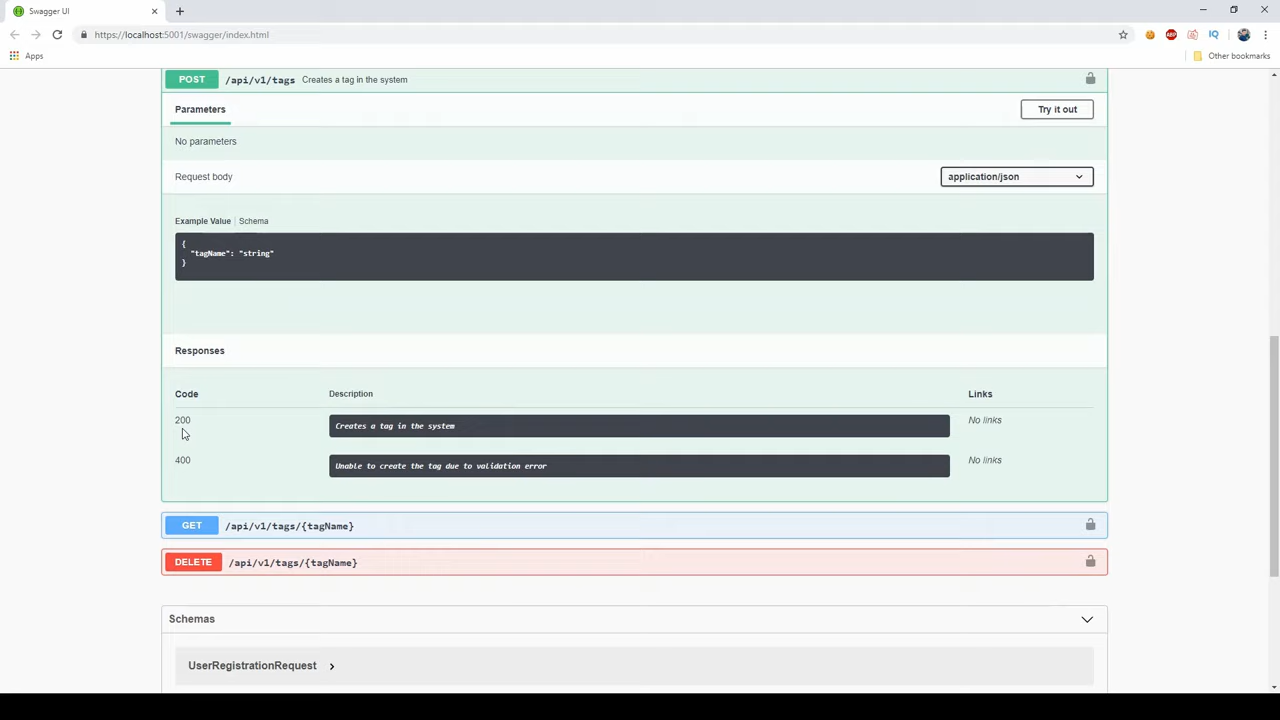 Swagger UI
https://localhost:5001/swagger/index.html
ABP
IQ
Apps
Other bookmarks
POST /api/v1/tags Creates a tag in the system
Parameters
Try it out
No parameters
Request body
application/json
Example Value | Schema
{
"tagName": "string"
}
Responses
Code Description Links
200 Creates a tag in the system No links
400 Unable to create the tag due to validation error No links
GET /api/v1/tags/{tagName}
DELETE /api/v1/tags/{tagName}
Schemas
UserRegistrationRequest